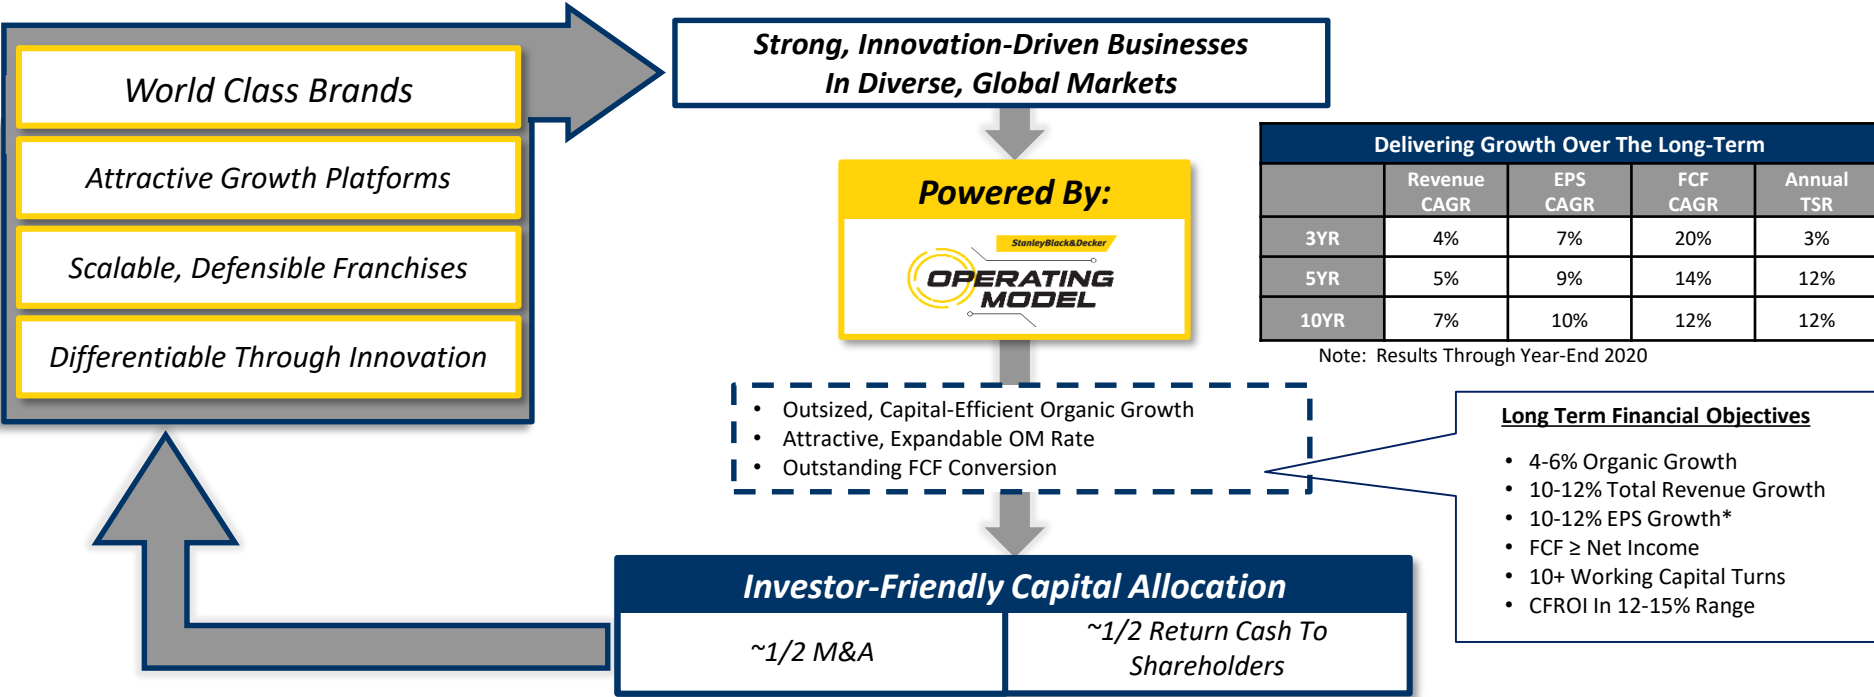 World Class Brands
Attractive Growth Platforms
Scalable, Defensible Franchises
Differentiable Through Innovation
Strong, Innovation-Driven Businesses
In Diverse, Global Markets
Powered By:
StanleyBlack&Decker
OPERATING
MODEL
• Outsized, Capital-Efficient Organic Growth
• Attractive, Expandable OM Rate
• Outstanding FCF Conversion
Investor-Friendly Capital Allocation
~1/2 M&A
~1/2 Return Cash To
Shareholders
Delivering Growth Over The Long-Term
Revenue CAGR EPS CAGR FCF CAGR Annual TSR
3YR 4% 7% 20% 3%
5YR 5% 9% 14% 12%
10YR 7% 10% 12% 12%
Note: Results Through Year-End 2020
Long Term Financial Objectives
• 4-6% Organic Growth
• 10-12% Total Revenue Growth
• 10-12% EPS Growth*
• FCF ≥ Net Income
• 10+ Working Capital Turns
• CFROI In 12-15% Range